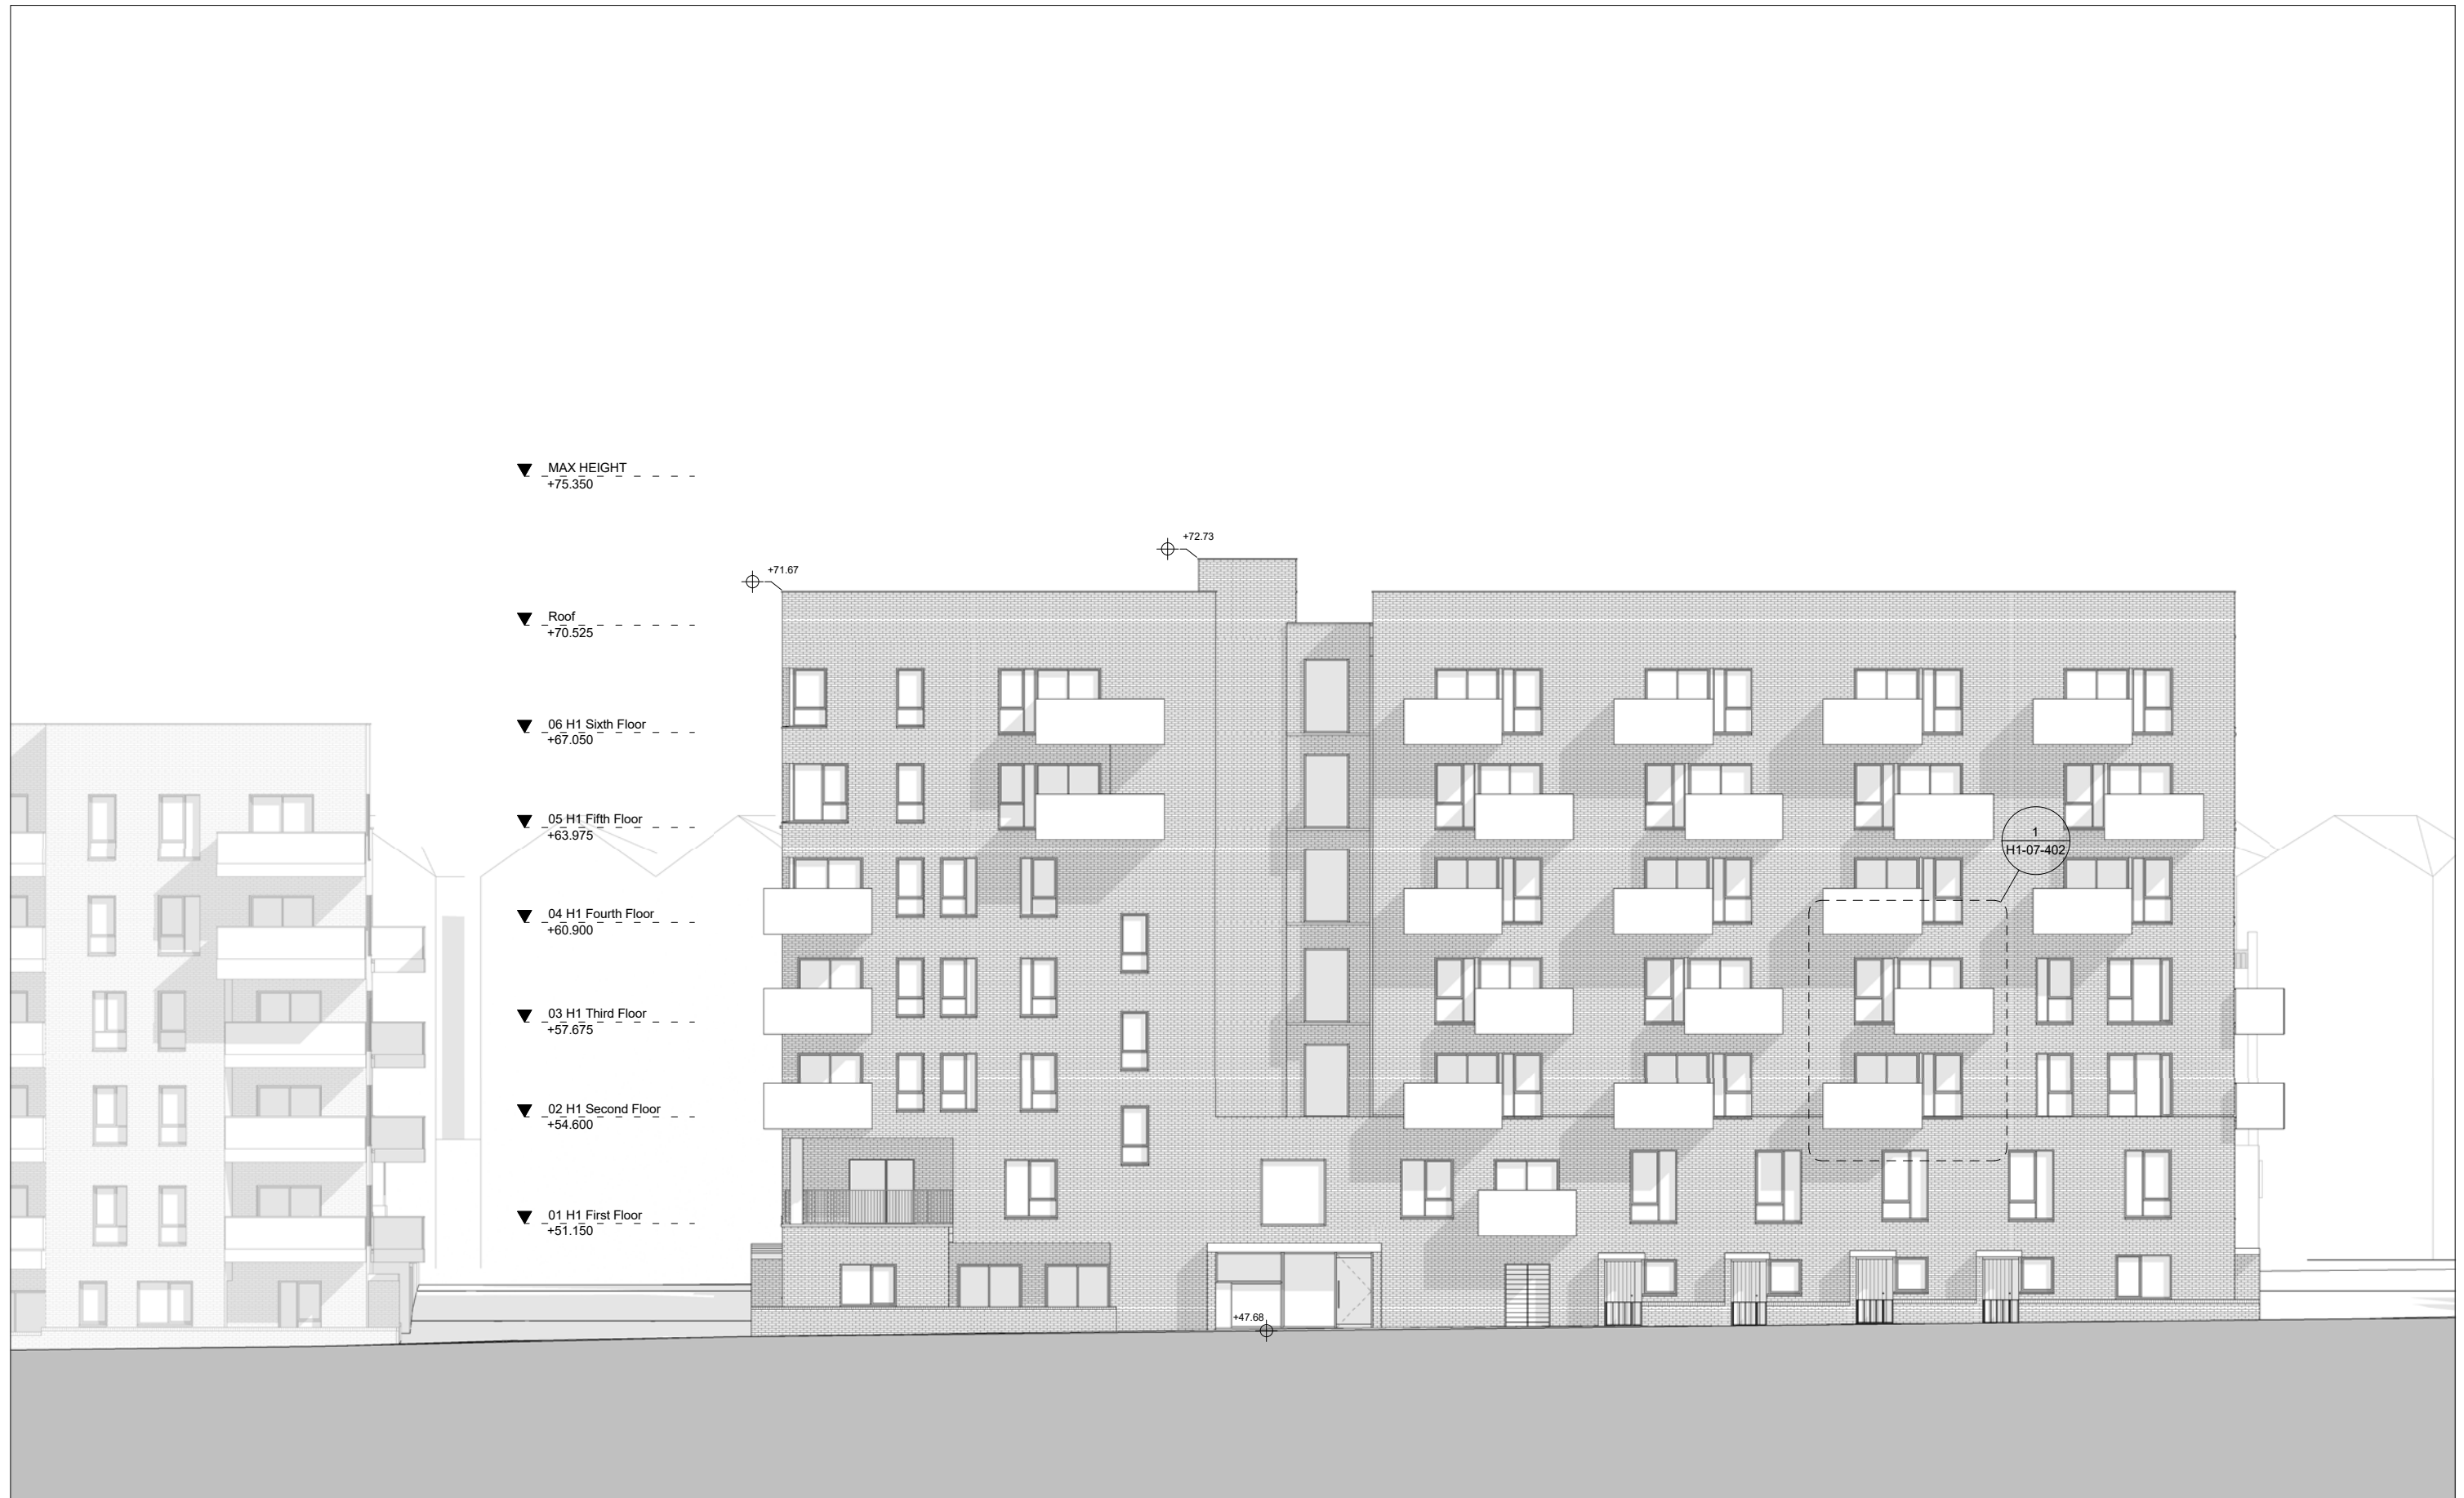 MAX HEIGHT
+75.350
+72.73
+71.67
Roof
+70.525
06 H1 Sixth Floor
+67.050
05 H1 Fifth Floor
+63.975
1
H1-07-402
04 H1 Fourth Floor
+60.900
03 H1 Third Floor
+57.675
02 H1 Second Floor
+54.600
01 H1 First Floor
+51.150
+47.68